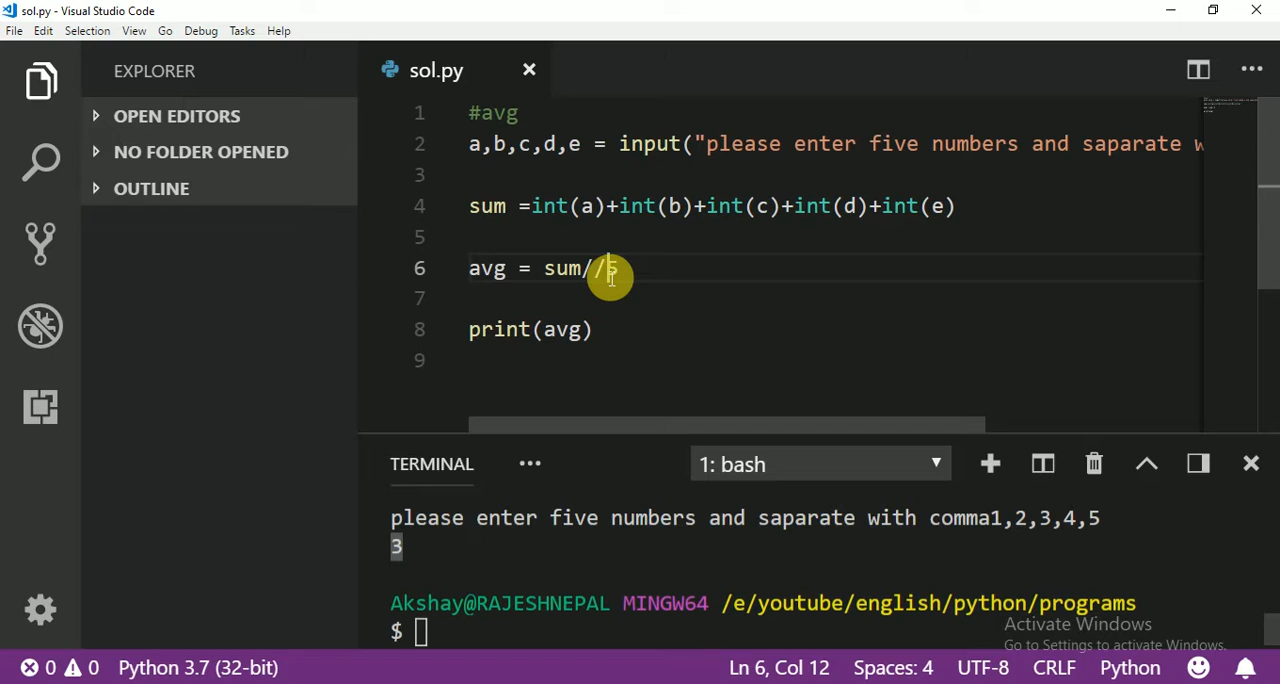 sol.py - Visual Studio Code
File Edit Selection View Go Debug Tasks Help
EXPLORER
OPEN EDITORS
NO FOLDER OPENED
OUTLINE
sol.py
1 #avg
2 a,b,c,d,e = input("please enter five numbers and saparate w
3
4 sum =int(a)+int(b)+int(c)+int(d)+int(e)
5
6 avg = sum//5
7
8 print(avg)
9
TERMINAL
1: bash
please enter five numbers and saparate with comma1,2,3,4,5
3
Akshay@RAJESHNEPAL MINGW64 /e/youtube/english/python/programs
$
Activate Windows
Go to Settings to activate Windows.
0 0 Python 3.7 (32-bit) Ln 6, Col 12 Spaces: 4 UTF-8 CRLF Python